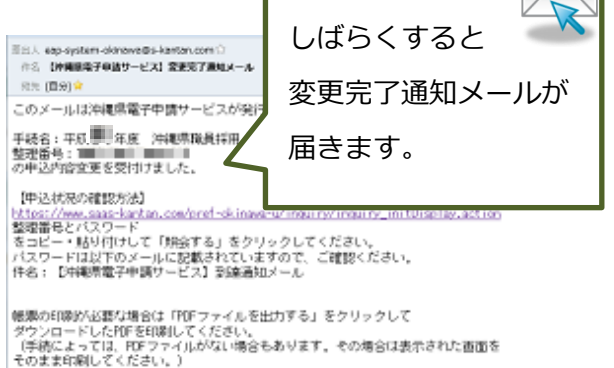 しばらくすると
変更完了通知メールが
届きます。
差出人 eap-system-okinawa@s-kantan.com
件名 【沖縄県電子申請サービス】変更完了通知メール
宛先 (自分)
このメールは沖縄県電子申請サービスが発行
手続名：平成 年度 沖縄県職員採用
整理番号：
の申込内容変更を受付けました。
【申込状況の確認方法】
https://www.saas-kantan.com/pref-okinawa-u/inquiry/inquiry_initDisplay.action
整理番号とパスワード
をコピー・貼り付けして「照会する」をクリックしてください。
パスワードは以下のメールに記載されていますので、ご確認ください。
件名：【沖縄県電子申請サービス】到達通知メール
帳票の印刷が必要な場合は「PDFファイルを出力する」をクリックして
ダウンロードしたPDFを印刷してください。
（手続によっては、PDFファイルがない場合もあります。その場合は表示された画面を
そのまま印刷してください。）